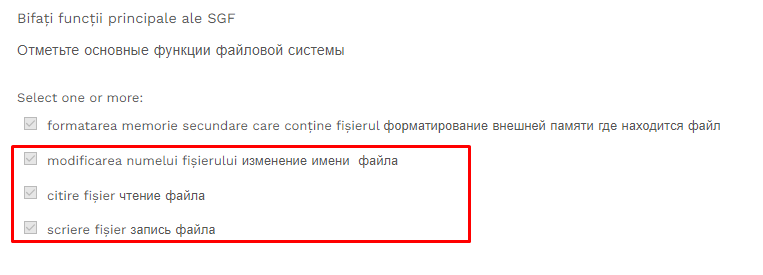 Bifați funcții principale ale SGF
Отметьте основные функции файловой системы
Select one or more:
formatarea memorie secundare care conține fișierul форматирование внешней памяти где находится файл
modificarea numelui fișierului изменение имени файла
citire fișier чтение файла
scriere fișier запись файла